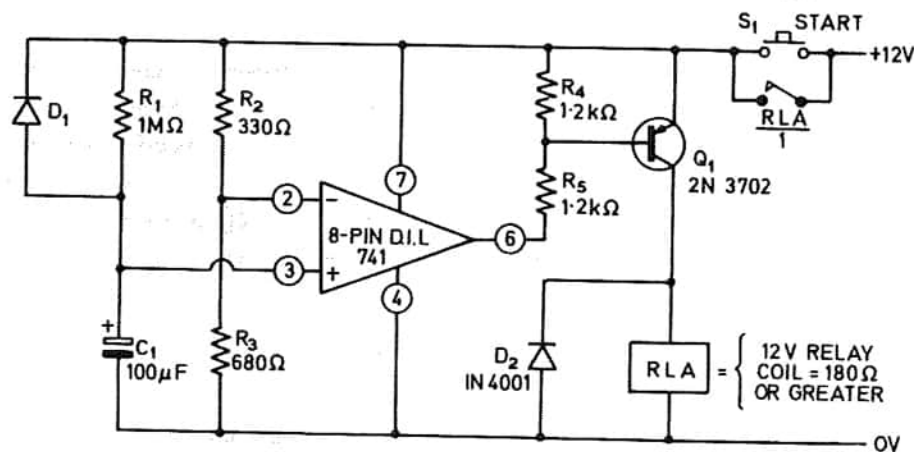 S1 START
+12V
RLA
1
D1
R1
1MΩ
R2
330Ω
R4
1·2kΩ
Q1
2N 3702
R5
1·2kΩ
2
−
7
8-PIN D.I.L
741
6
3
+
4
+
C1
100µF
R3
680Ω
D2
IN 4001
RLA
=
12V RELAY
COIL = 180Ω
OR GREATER
0V